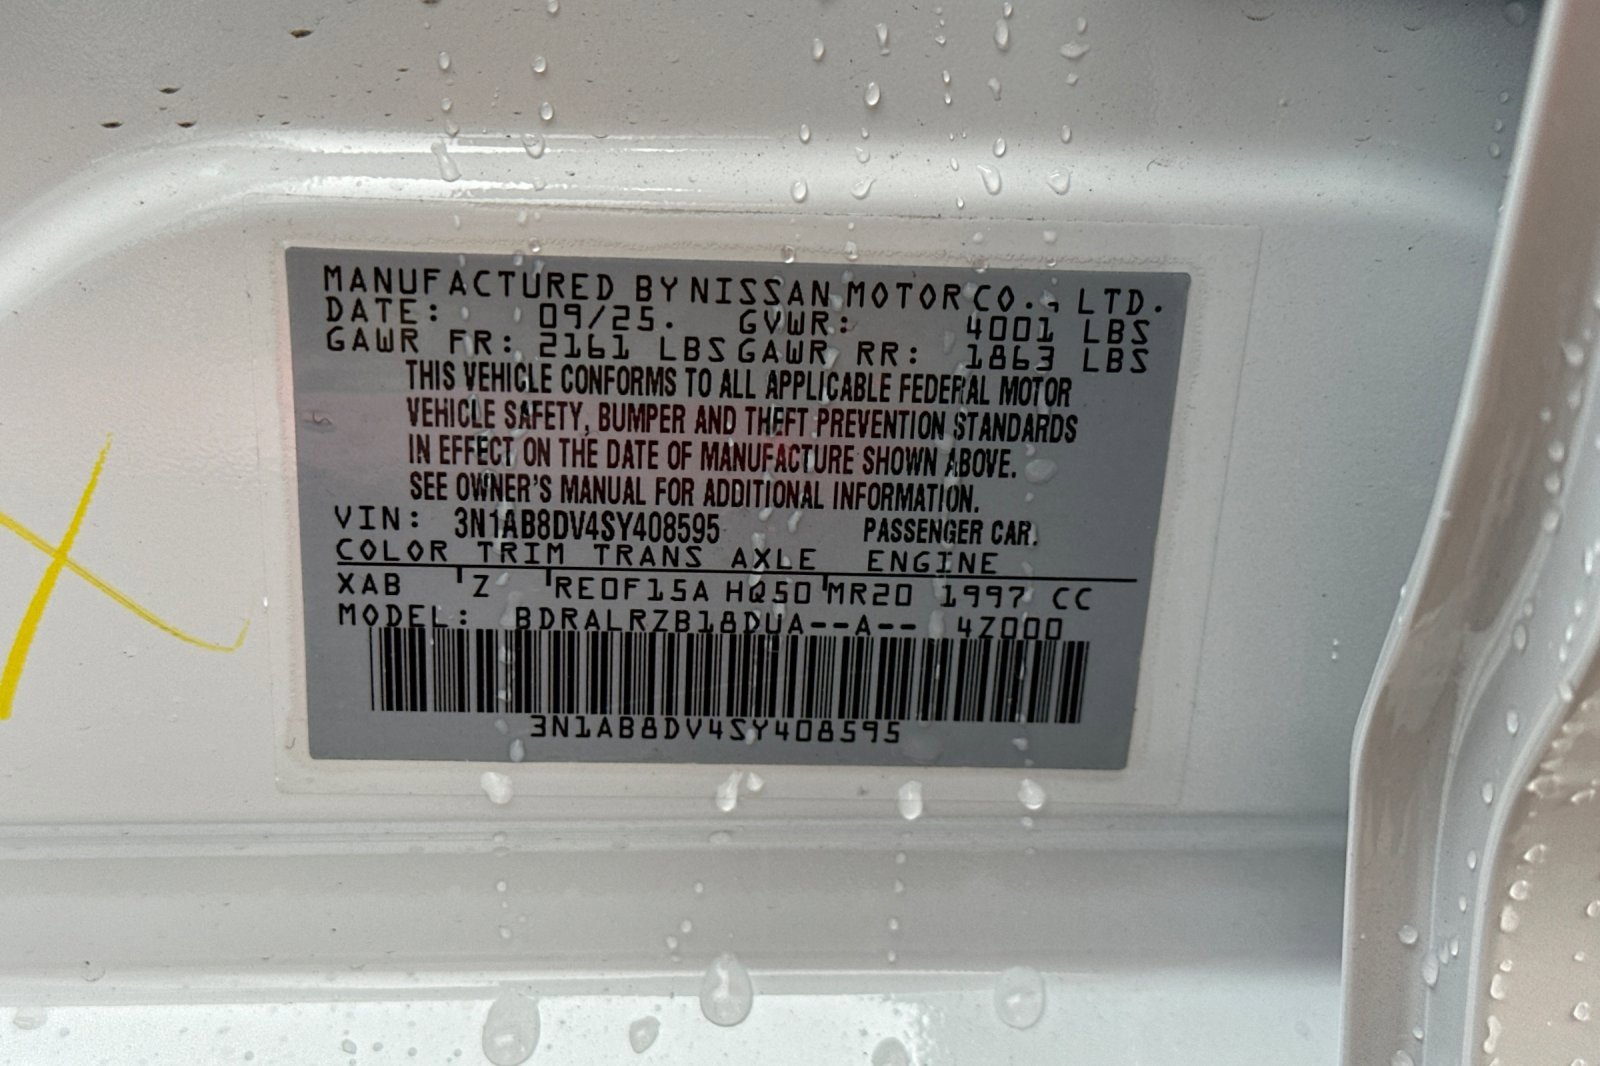 MANUFACTURED BY NISSAN MOTOR CO., LTD.
DATE: 09/25. GVWR: 4001 LBS
GAWR FR: 2161 LBS GAWR RR: 1863 LBS
THIS VEHICLE CONFORMS TO ALL APPLICABLE FEDERAL MOTOR
VEHICLE SAFETY, BUMPER AND THEFT PREVENTION STANDARDS
IN EFFECT ON THE DATE OF MANUFACTURE SHOWN ABOVE.
SEE OWNER'S MANUAL FOR ADDITIONAL INFORMATION.
VIN: 3N1AB8DV4SY408595 PASSENGER CAR.
COLOR TRIM TRANS AXLE ENGINE
XAB Z RE0F15A HQ50 MR20 1997 CC
MODEL: BDRALRZB18DUA--A-- 4Z000
3N1AB8DV4SY408595